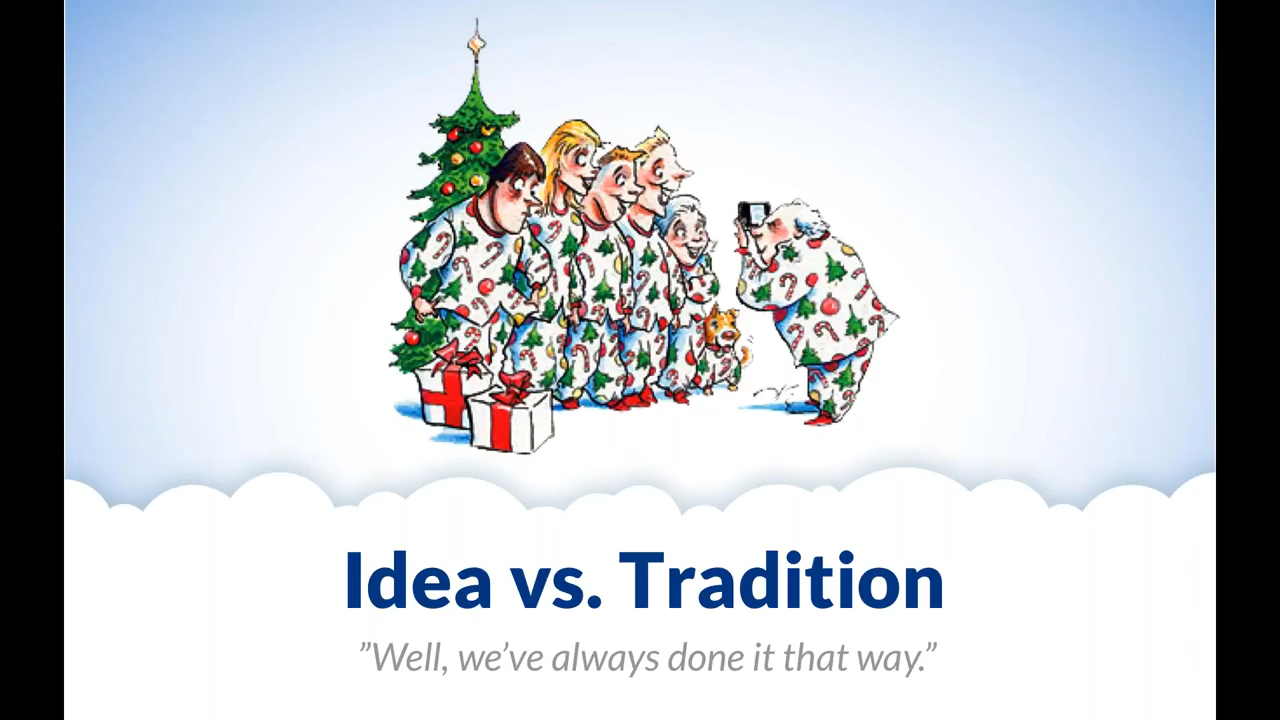 Idea vs. Tradition
”Well, we’ve always done it that way.”